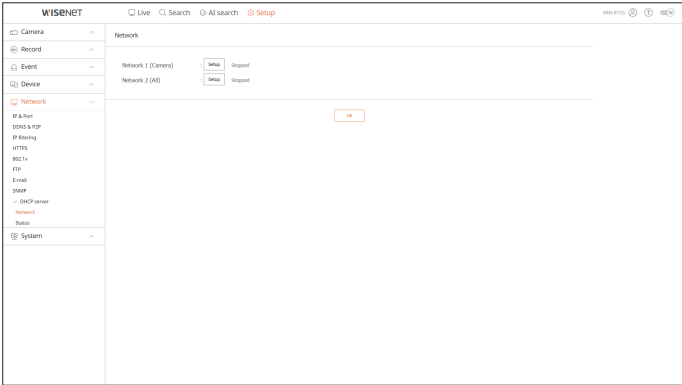 WISENET Live Search AI search Setup
Camera
Record
Event
Device
Network
IP & Port
DDNS & P2P
IP filtering
HTTPS
802.1x
FTP
E-mail
SNMP
DHCP server
Network
Status
System
Network
Network 1 (Camera) : Setup Stopped
Network 2 (All) : Setup Stopped
Ok